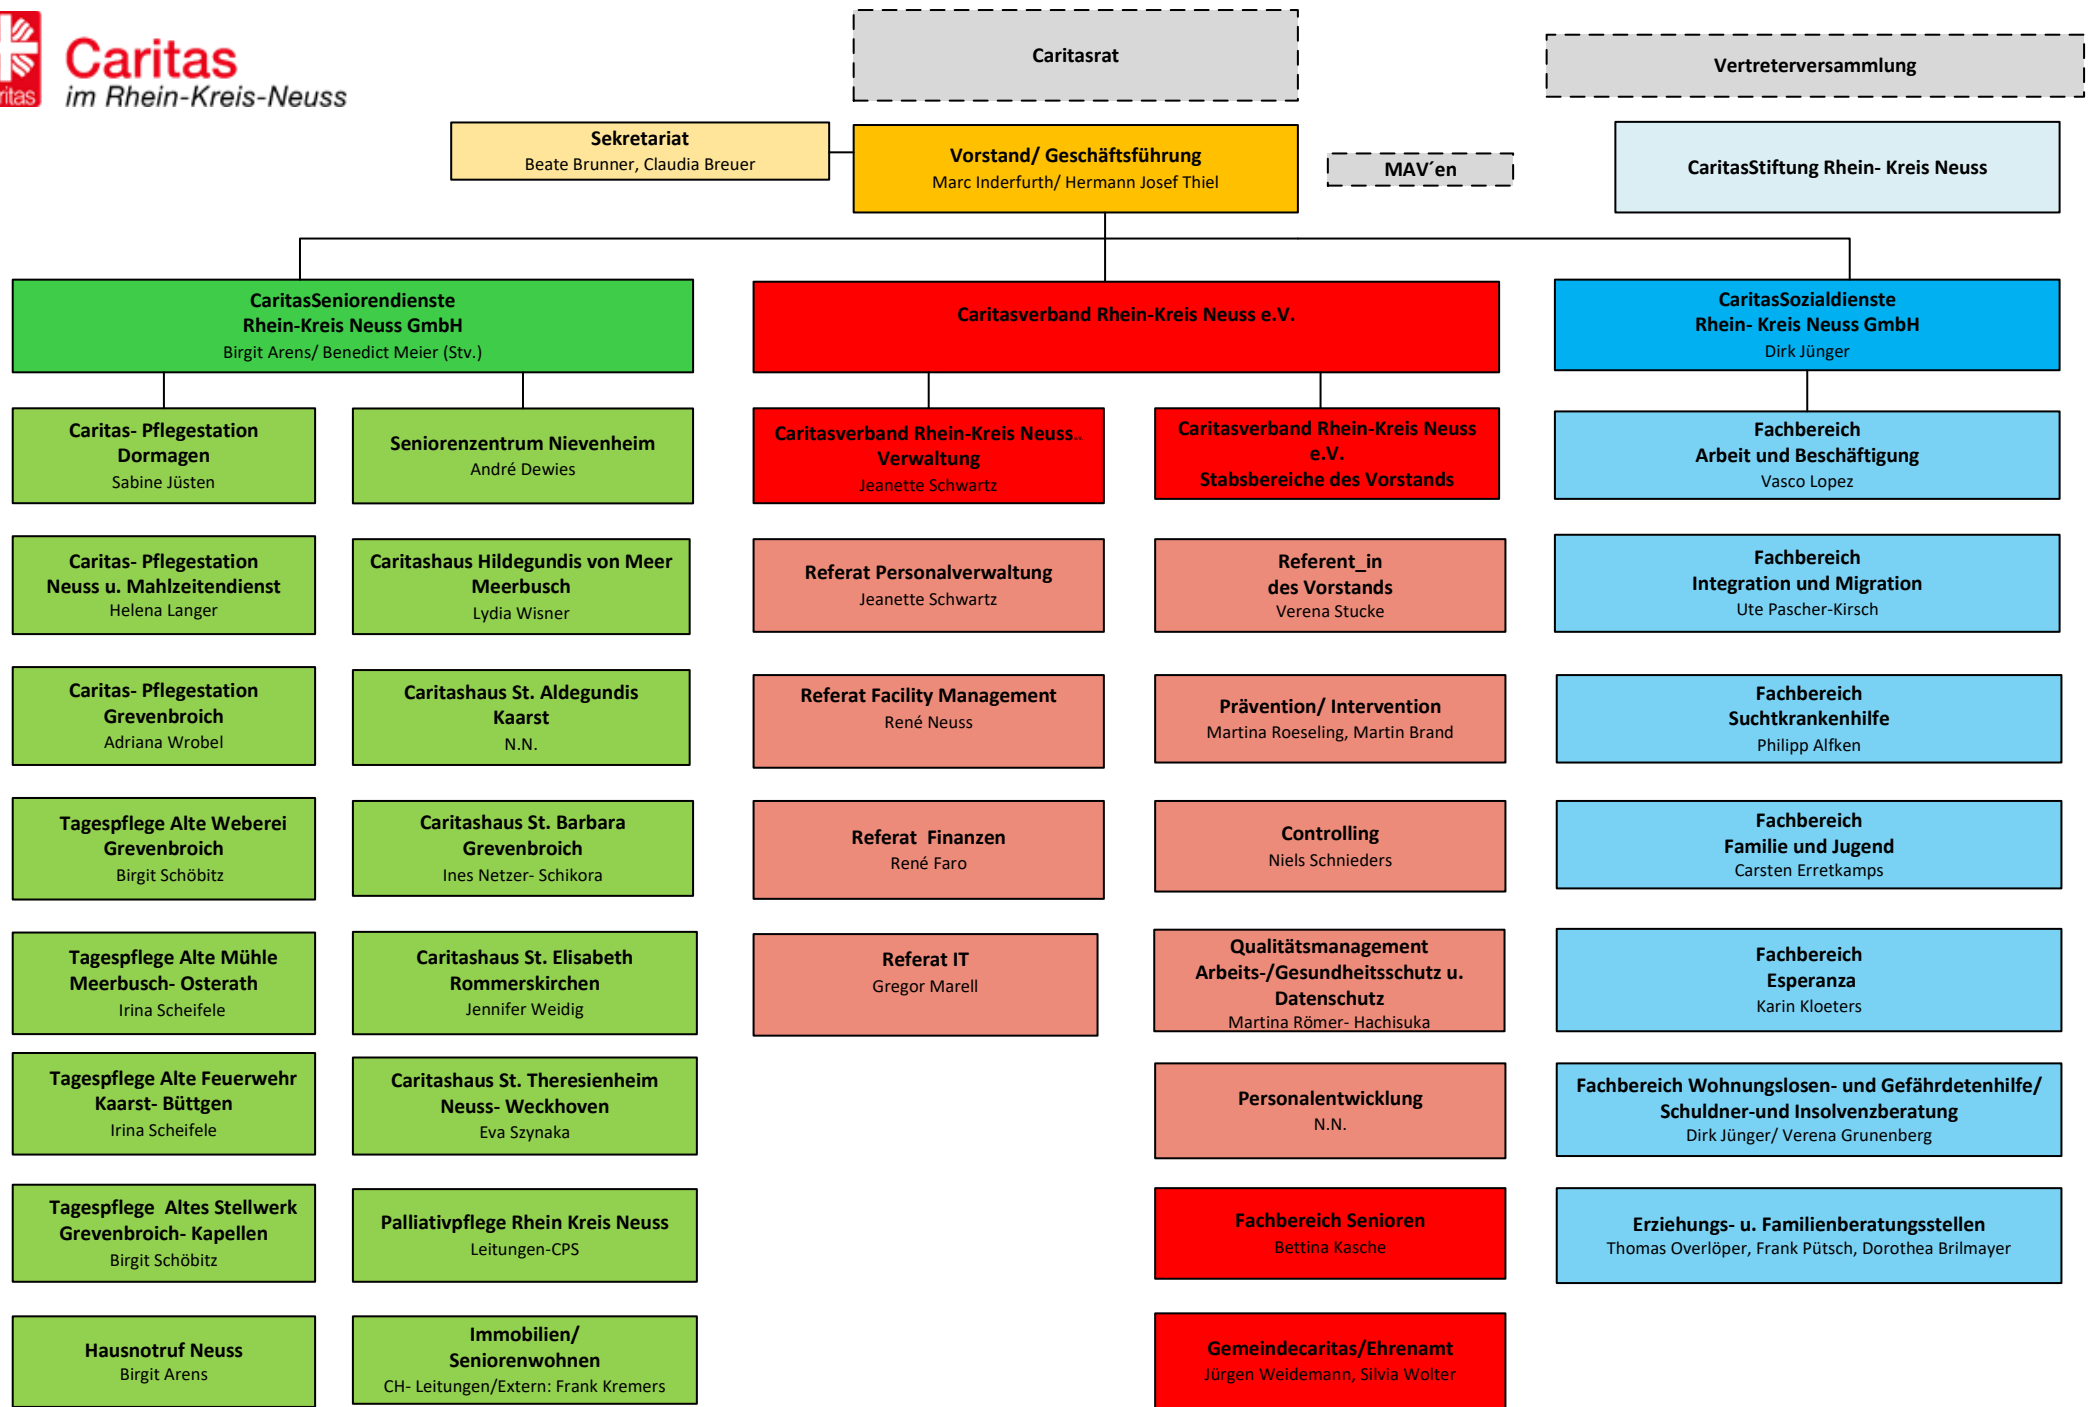 Caritas
im Rhein-Kreis-Neuss
Caritasrat
Vertreterversammlung
Sekretariat
Beate Brunner, Claudia Breuer
Vorstand/ Geschäftsführung
Marc Inderfurth/ Hermann Josef Thiel
MAV´en
CaritasStiftung Rhein- Kreis Neuss
CaritasSeniorendienste
Rhein-Kreis Neuss GmbH
Birgit Arens/ Benedict Meier (Stv.)
Caritasverband Rhein-Kreis Neuss e.V.
CaritasSozialdienste
Rhein- Kreis Neuss GmbH
Dirk Jünger
Caritas- Pflegestation
Dormagen
Sabine Jüsten
Seniorenzentrum Nievenheim
André Dewies
Caritasverband Rhein-Kreis Neuss..
Verwaltung
Jeanette Schwartz
Caritasverband Rhein-Kreis Neuss
e.V.
Stabsbereiche des Vorstands
Fachbereich
Arbeit und Beschäftigung
Vasco Lopez
Caritas- Pflegestation
Neuss u. Mahlzeitendienst
Helena Langer
Caritashaus Hildegundis von Meer
Meerbusch
Lydia Wisner
Referat Personalverwaltung
Jeanette Schwartz
Referent_in
des Vorstands
Verena Stucke
Fachbereich
Integration und Migration
Ute Pascher-Kirsch
Caritas- Pflegestation
Grevenbroich
Adriana Wrobel
Caritashaus St. Aldegundis
Kaarst
N.N.
Referat Facility Management
René Neuss
Prävention/ Intervention
Martina Roeseling, Martin Brand
Fachbereich
Suchtkrankenhilfe
Philipp Alfken
Tagespflege Alte Weberei
Grevenbroich
Birgit Schöbitz
Caritashaus St. Barbara
Grevenbroich
Ines Netzer- Schikora
Referat  Finanzen
René Faro
Controlling
Niels Schnieders
Fachbereich
Familie und Jugend
Carsten Erretkamps
Tagespflege Alte Mühle
Meerbusch- Osterath
Irina Scheifele
Caritashaus St. Elisabeth
Rommerskirchen
Jennifer Weidig
Referat IT
Gregor Marell
Qualitätsmanagement
Arbeits-/Gesundheitsschutz u.
Datenschutz
Martina Römer- Hachisuka
Fachbereich
Esperanza
Karin Kloeters
Tagespflege Alte Feuerwehr
Kaarst- Büttgen
Irina Scheifele
Caritashaus St. Theresienheim
Neuss- Weckhoven
Eva Szynaka
Personalentwicklung
N.N.
Fachbereich Wohnungslosen- und Gefährdetenhilfe/
Schuldner-und Insolvenzberatung
Dirk Jünger/ Verena Grunenberg
Tagespflege  Altes Stellwerk
Grevenbroich- Kapellen
Birgit Schöbitz
Palliativpflege Rhein Kreis Neuss
Leitungen-CPS
Fachbereich Senioren
Bettina Kasche
Erziehungs- u. Familienberatungsstellen
Thomas Overlöper, Frank Pütsch, Dorothea Brilmayer
Hausnotruf Neuss
Birgit Arens
Immobilien/
Seniorenwohnen
CH- Leitungen/Extern: Frank Kremers
Gemeindecaritas/Ehrenamt
Jürgen Weidemann, Silvia Wolter